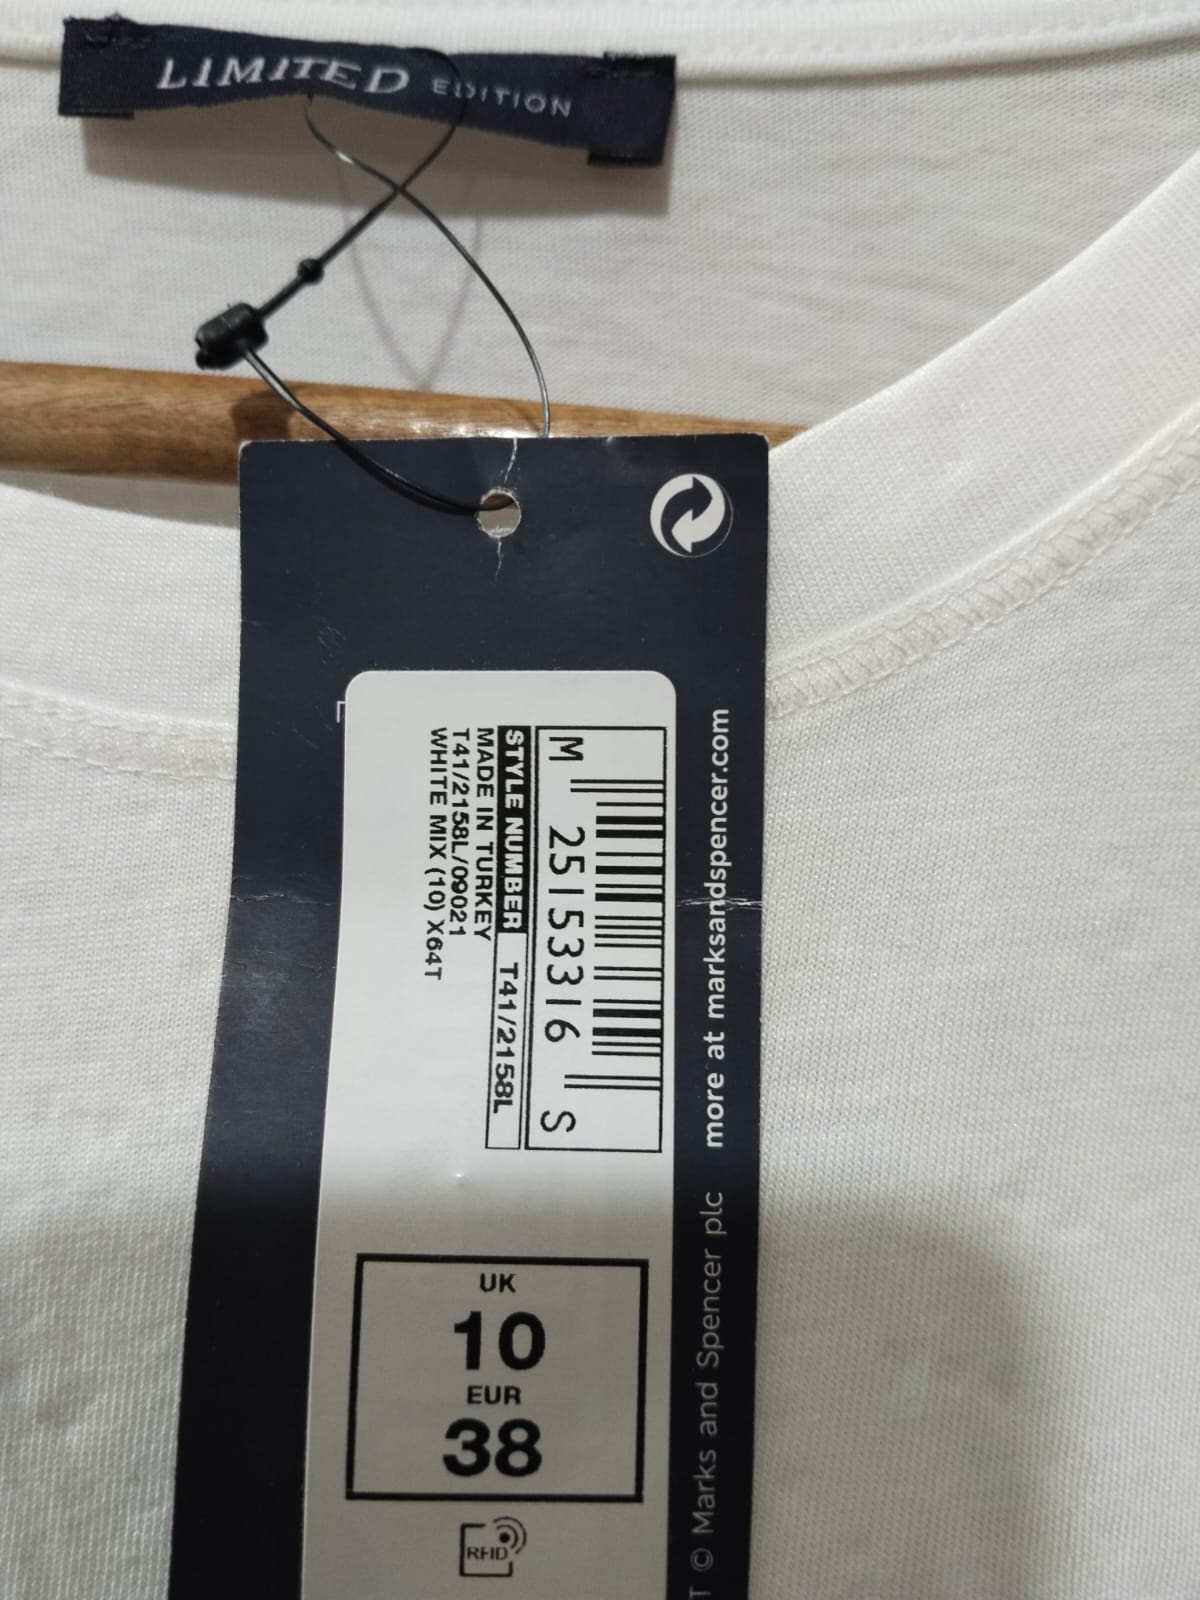 LIMITED EDITION
M 25153316 S
STYLE NUMBER T41/2158L
MADE IN TURKEY
T41/2158L/09021
WHITE MIX (10) X64T
UK
10
EUR
38
RFID
© Marks and Spencer plc more at marksandspencer.com